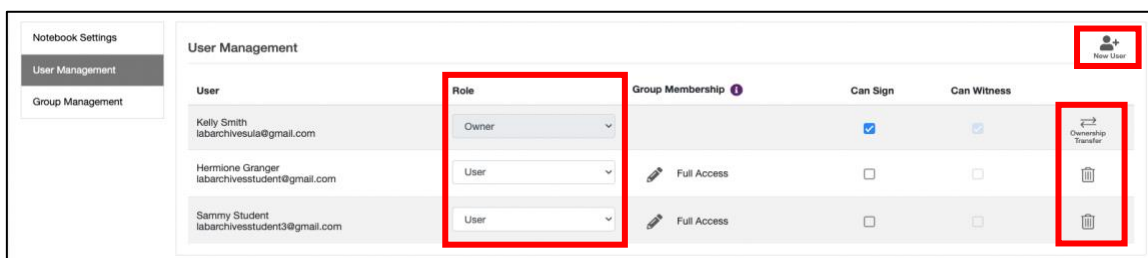 Notebook Settings
User Management
Group Management
User Management
New User
User Role Group Membership i Can Sign Can Witness
Kelly Smith
labarchivesula@gmail.com
Owner
Ownership
Transfer
Hermione Granger
labarchivesstudent@gmail.com
User
Full Access
Sammy Student
labarchivesstudent3@gmail.com
User
Full Access